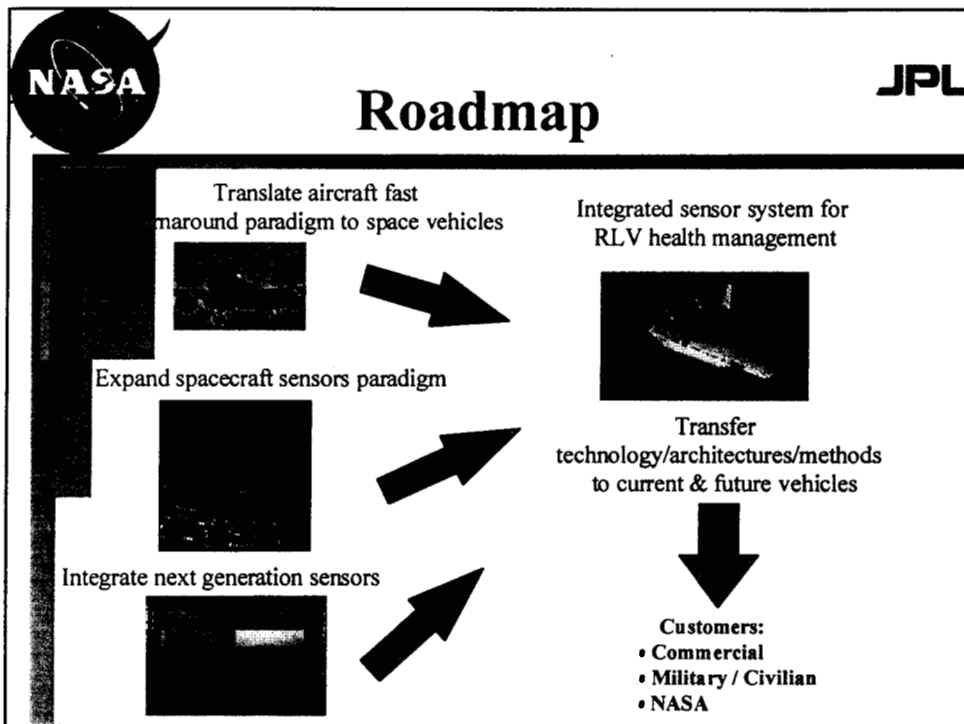 NASA
JPL
Roadmap
Translate aircraft fast
naround paradigm to space vehicles
Expand spacecraft sensors paradigm
Integrate next generation sensors
Integrated sensor system for
RLV health management
Transfer
technology/architectures/methods
to current & future vehicles
Customers:
• Commercial
• Military / Civilian
• NASA